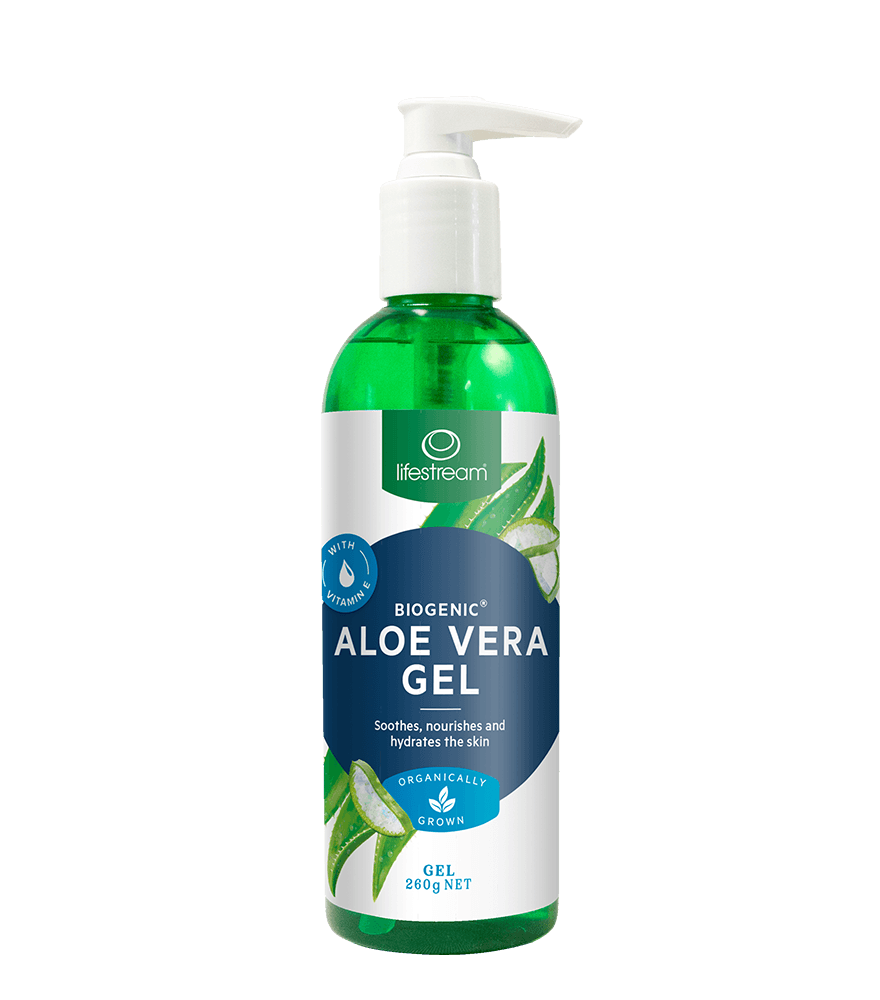 lifestream®
WITH
VITAMIN E
BIOGENIC®
ALOE VERA
GEL
Soothes, nourishes and
hydrates the skin
ORGANICALLY
GROWN
GEL
260g NET